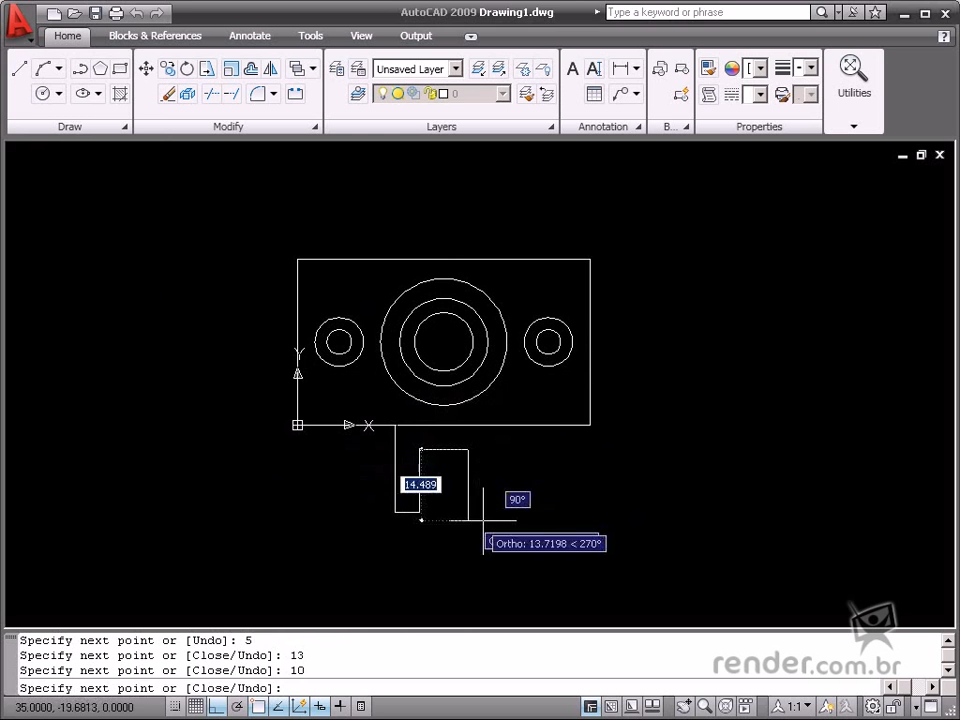 AutoCAD 2009 Drawing1.dwg
Type a keyword or phrase
Home
Blocks & References
Annotate
Tools
View
Output
Unsaved Layer
0
Utilities
Draw
Modify
Layers
Annotation
B...
Properties
Y
X
14.489
90°
Ortho: 13.7198 < 270°
Specify next point or [Undo]: 5
Specify next point or [Close/Undo]: 13
Specify next point or [Close/Undo]: 10
Specify next point or [Close/Undo]:
render.com.br
35.0000, -19.6813, 0.0000
1:1